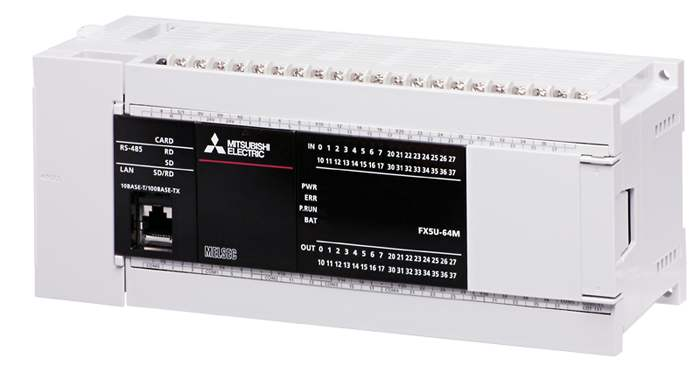 CARD
RS-485 RD
SD
LAN SD/RD
10BASE-T/100BASE-TX
MITSUBISHI
ELECTRIC
MELSEC
IN 0 1 2 3 4 5 6 7 20 21 22 23 24 25 26 27
10 11 12 13 14 15 16 17 30 31 32 33 34 35 36 37
PWR
ERR
P.RUN
BAT
FX5U-64M
OUT 0 1 2 3 4 5 6 7 20 21 22 23 24 25 26 27
10 11 12 13 14 15 16 17 30 31 32 33 34 35 36 37